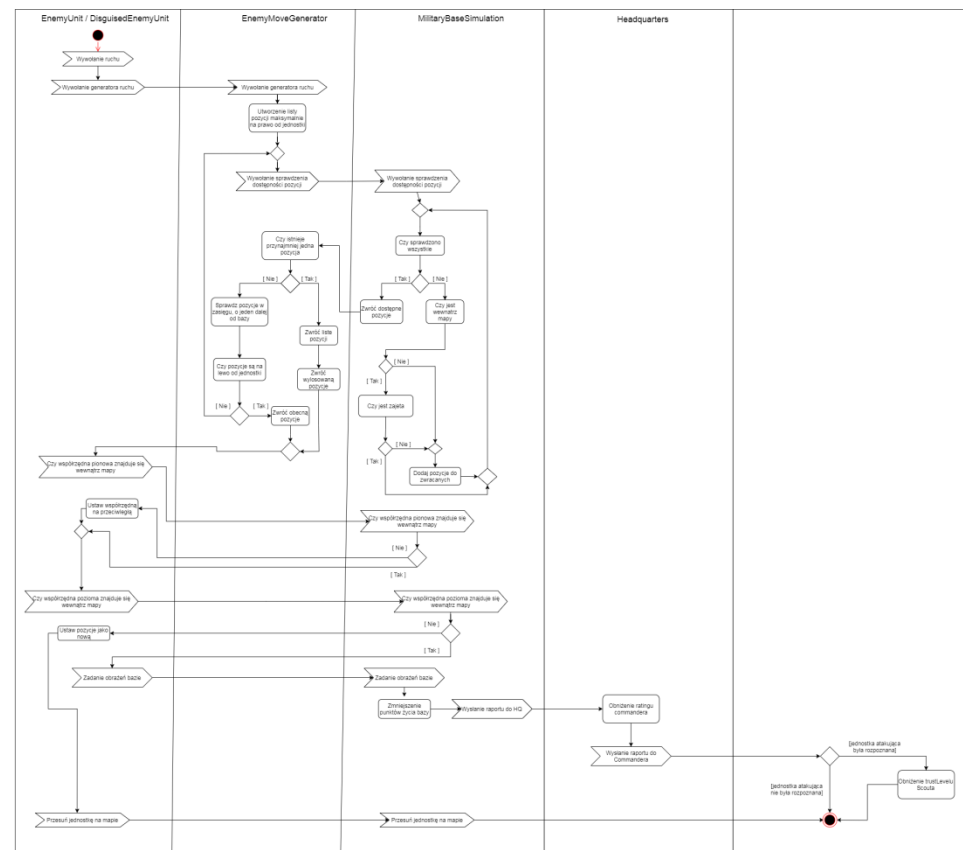 EnemyUnit / DisguisedEnemyUnit
EnemyMoveGenerator
MilitaryBaseSimulation
Headquarters
Wywołanie ruchu
Wywołanie generatora ruchu
Wywołanie generatora ruchu
Utworzenie listy
pozycji maksymalnie
na prawo od jednostki
Wywołanie sprawdzenia
dostępności pozycji
Wywołanie sprawdzenia
dostępności pozycji
Czy istnieje
przynajmniej jedna
pozycja
Czy sprawdzono
wszystkie
[ Nie ]
[ Tak ]
[ Tak ]
[ Nie ]
Sprawdź pozycje w
zasięgu, o jeden dalej
od bazy
Zwróć dostępne
pozycje
Czy jest
wewnątrz
mapy
Zwróć liste
pozycji
Czy pozycje są na
lewo od jednostki
Zwróć
wylosowaną
pozycje
[ Nie ]
[ Tak ]
Czy jest zajęta
[ Nie ]
[ Tak ]
Zwróć obecną
pozycje
[ Nie ]
[ Tak ]
Dodaj pozycje do
zwracanych
Czy współrzędna pionowa znajduje się
wewnątrz mapy
Ustaw współrzędną
na przeciwległą
Czy współrzędna pionowa znajduje się
wewnątrz mapy
[ Nie ]
[ Tak ]
Czy współrzędna pozioma znajduje się
wewnątrz mapy
Czy współrzędna pozioma znajduje się
wewnątrz mapy
Ustaw pozycje jako
nową
[ Nie ]
[ Tak ]
Zadanie obrażeń bazie
Zadanie obrażeń bazie
Zmniejszenie
punktów życia bazy
Wysłanie raportu do HQ
Obniżenie ratingu
commandera
Wysłanie raportu do
Commandera
[jednostka atakująca
była rozpoznana]
Obniżenie trustLevelu
Scouta
[jednostka atakująca
nie była rozpoznana]
Przesuń jednostkę na mapie
Przesuń jednostkę na mapie